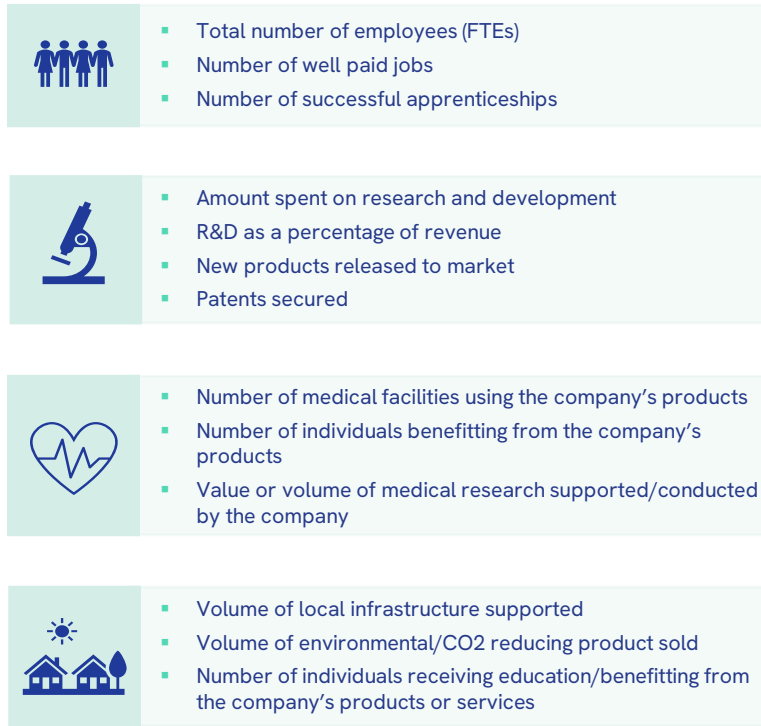 Total number of employees (FTEs)
Number of well paid jobs
Number of successful apprenticeships
Amount spent on research and development
R&D as a percentage of revenue
New products released to market
Patents secured
Number of medical facilities using the company’s products
Number of individuals benefitting from the company’s
products
Value or volume of medical research supported/conducted
by the company
Volume of local infrastructure supported
Volume of environmental/CO2 reducing product sold
Number of individuals receiving education/benefitting from
the company’s products or services